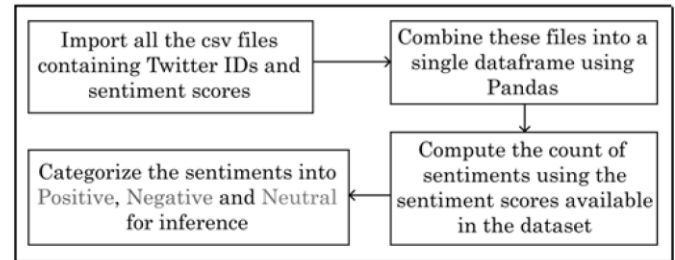 Import all the csv files
containing Twitter IDs and
sentiment scores
Combine these files into a
single dataframe using
Pandas
Compute the count of
sentiments using the
sentiment scores available
in the dataset
Categorize the sentiments into
Positive, Negative and Neutral
for inference